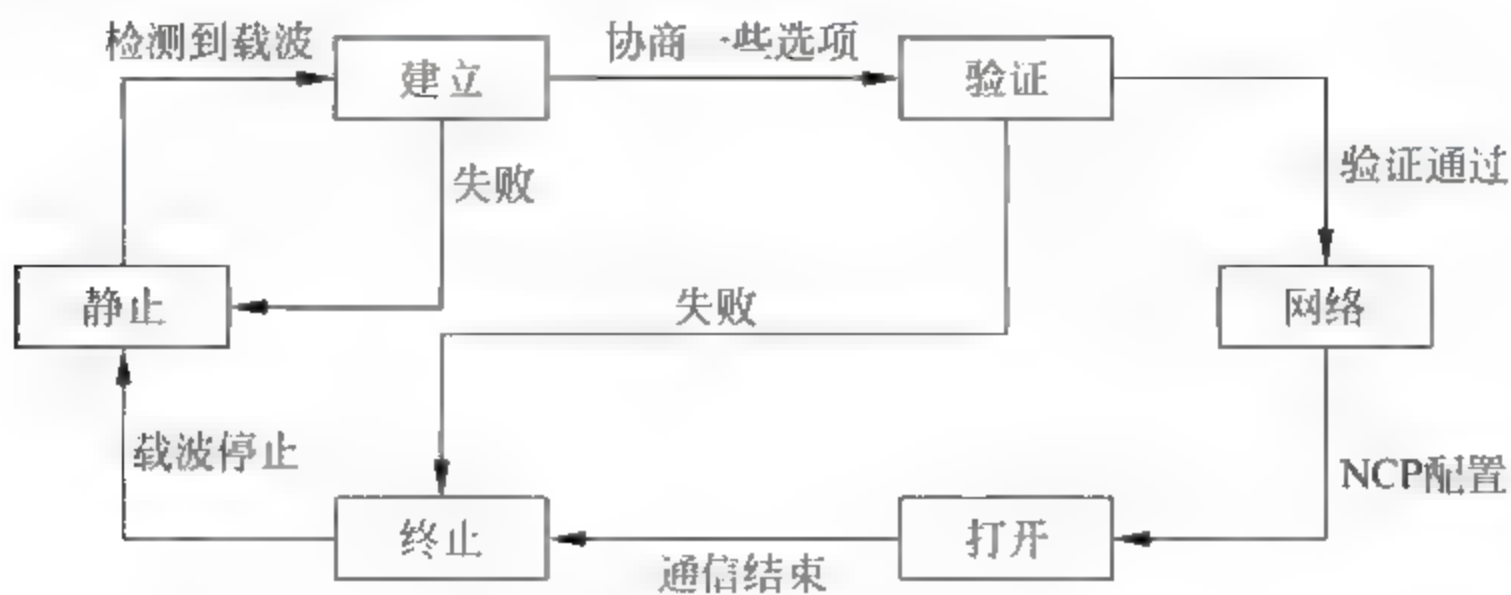 检测到载波
建立
协商一些选项
验证
失败
验证通过
静止
失败
网络
载波停止
NCP配置
终止
通信结束
打开